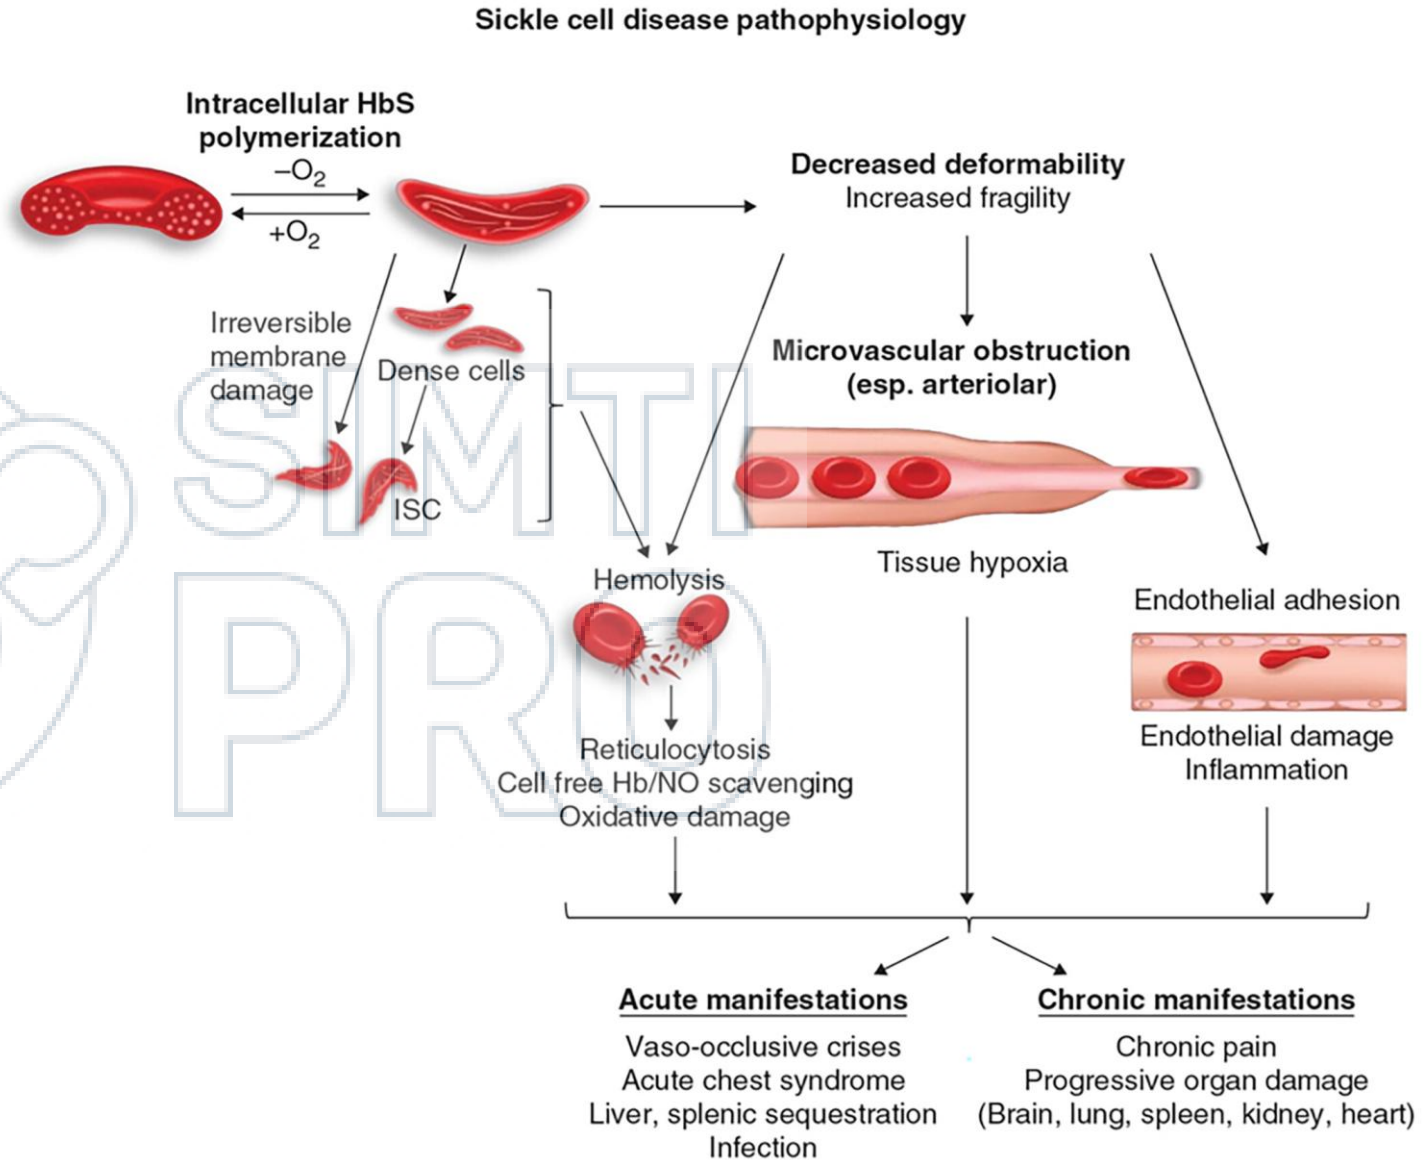 Sickle cell disease pathophysiology
Intracellular HbS
polymerization
–O₂
+O₂
Decreased deformability
Increased fragility
Irreversible
membrane
damage
Dense cells
ISC
Microvascular obstruction
(esp. arteriolar)
Tissue hypoxia
Hemolysis
Reticulocytosis
Cell free Hb/NO scavenging
Oxidative damage
Endothelial adhesion
Endothelial damage
Inflammation
Acute manifestations
Vaso-occlusive crises
Acute chest syndrome
Liver, splenic sequestration
Infection
Chronic manifestations
Chronic pain
Progressive organ damage
(Brain, lung, spleen, kidney, heart)
SIMTI
PRO